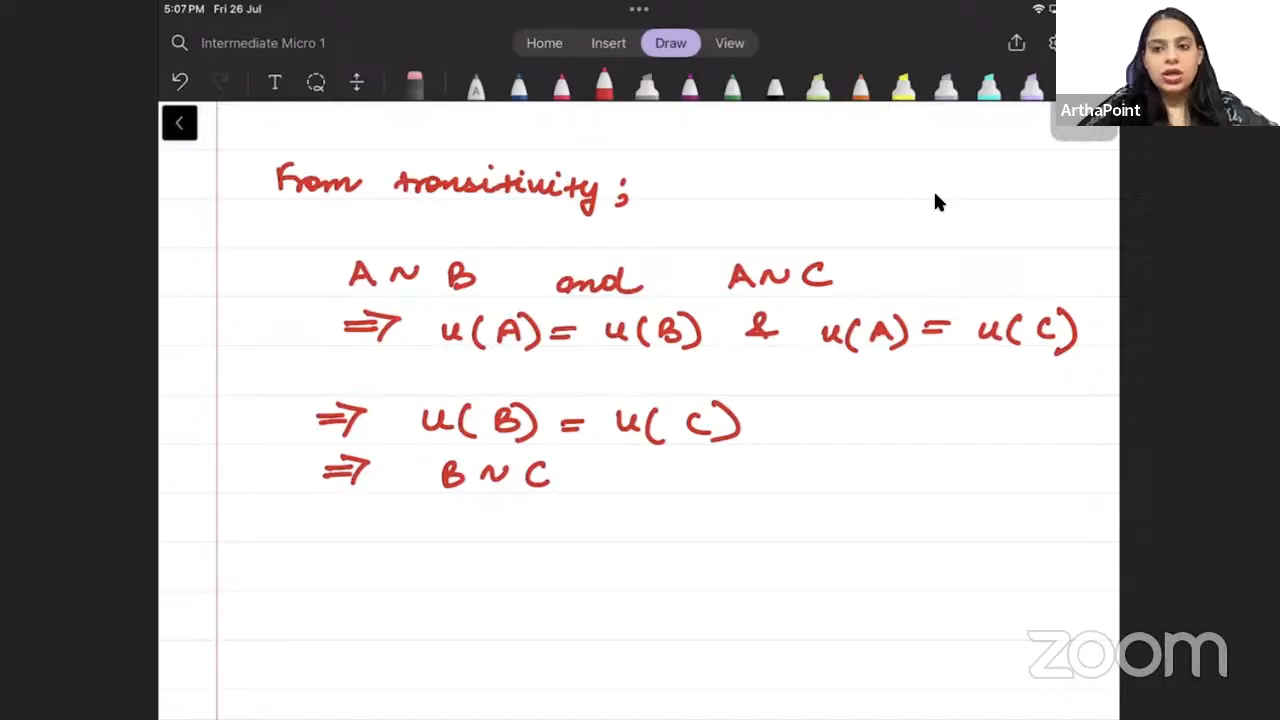 5:07 PM Fri 26 Jul
Intermediate Micro 1
Home Insert Draw View
T
A
ArthaPoint
From transitivity ;
A ~ B and A ~ C
⇒ u(A) = u(B) & u(A) = u(C)
⇒ u(B) = u(C)
⇒ B ~ C
zoom